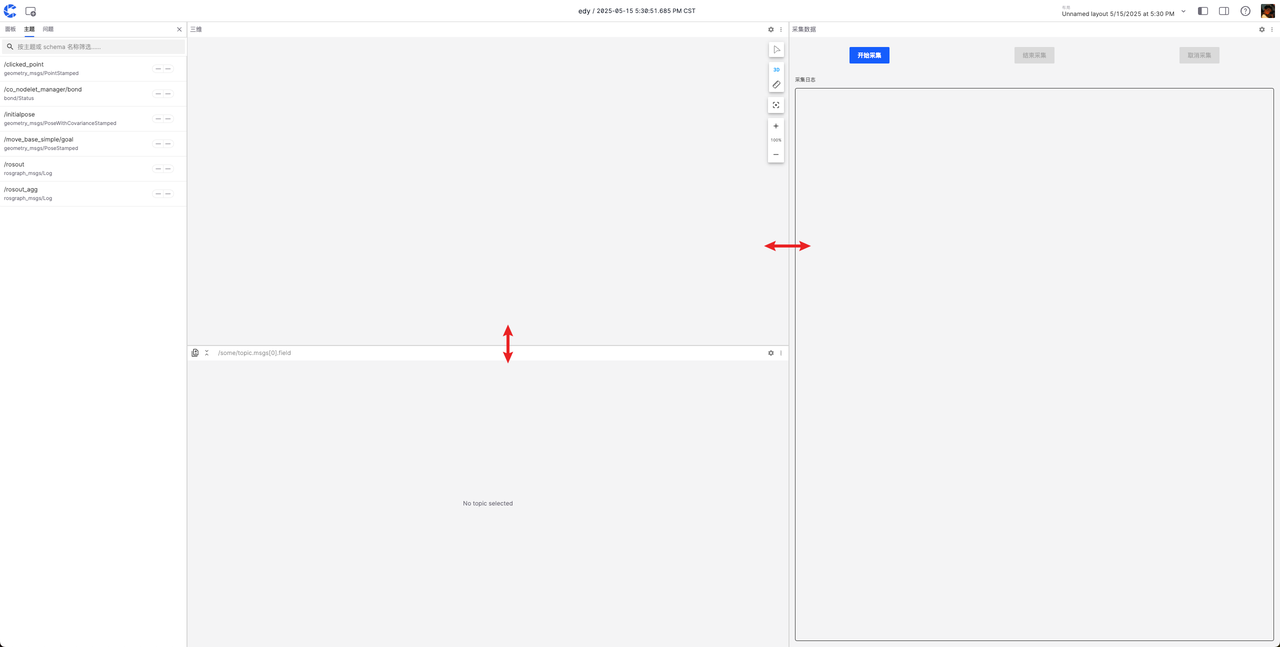 edy / 2025-05-15 5:30:51.685 PM CST
布局
Unnamed layout 5/15/2025 at 5:30 PM
面板 主题 问题
按主题或 schema 名称筛选……
/clicked_point
geometry_msgs/PointStamped
/co_nodelet_manager/bond
bond/Status
/initialpose
geometry_msgs/PoseWithCovarianceStamped
/move_base_simple/goal
geometry_msgs/PoseStamped
/rosout
rosgraph_msgs/Log
/rosout_agg
rosgraph_msgs/Log
三维
3D
100%
/some/topic.msgs[0].field
No topic selected
采集数据
开始采集 结束采集 取消采集
采集日志